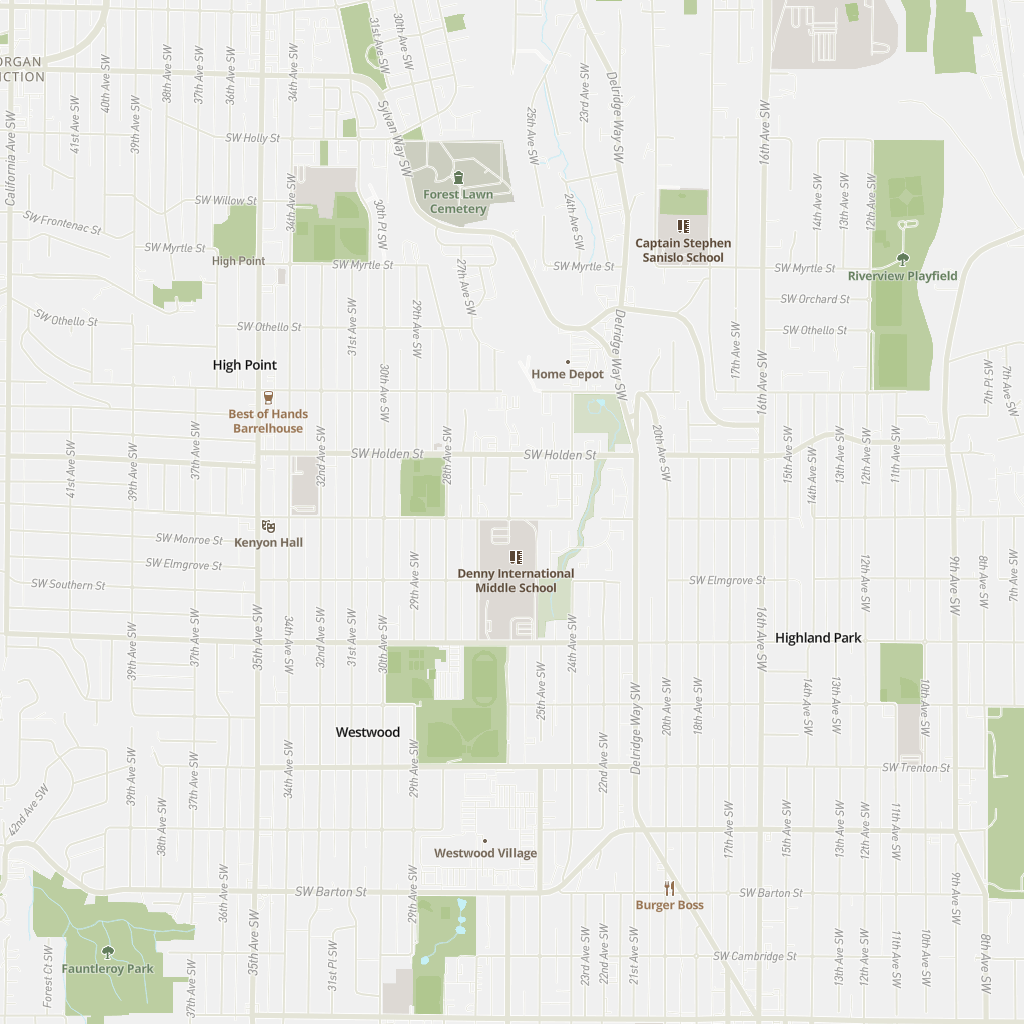 ORGAN
NCTION
California Ave SW
41st Ave SW
40th Ave SW
39th Ave SW
38th Ave SW
37th Ave SW
36th Ave SW
34th Ave SW
31st Ave SW
30th Ave SW
Sylvan Way SW
25th Ave SW
23rd Ave SW
Delridge Way SW
16th Ave SW
SW Holly St
SW Willow St
34th Ave SW
30th Pl SW
Forest Lawn
Cemetery
24th Ave SW
14th Ave SW
13th Ave SW
12th Ave SW
SW Frontenac St
SW Myrtle St
High Point
SW Myrtle St
27th Ave SW
SW Myrtle St
Captain Stephen
Sanislo School
SW Myrtle St
Riverview Playfield
SW Orchard St
SW Othello St
SW Othello St
SW Othello St
31st Ave SW
29th Ave SW
Delridge Way SW
17th Ave SW
16th Ave SW
High Point
30th Ave SW
Home Depot
7th Pl SW
7th Ave SW
Best of Hands
Barrelhouse
41st Ave SW
39th Ave SW
37th Ave SW
32nd Ave SW
SW Holden St
28th Ave SW
SW Holden St
20th Ave SW
15th Ave SW
14th Ave SW
13th Ave SW
12th Ave SW
11th Ave SW
Kenyon Hall
SW Monroe St
SW Elmgrove St
SW Southern St
29th Ave SW
Denny International
Middle School
SW Elmgrove St
12th Ave SW
9th Ave SW
8th Ave SW
7th Ave SW
39th Ave SW
37th Ave SW
35th Ave SW
34th Ave SW
32nd Ave SW
31st Ave SW
30th Ave SW
24th Ave SW
16th Ave SW
Highland Park
25th Ave SW
Delridge Way SW
20th Ave SW
18th Ave SW
14th Ave SW
13th Ave SW
10th Ave SW
Westwood
42nd Ave SW
39th Ave SW
38th Ave SW
37th Ave SW
34th Ave SW
29th Ave SW
22nd Ave SW
SW Trenton St
17th Ave SW
15th Ave SW
13th Ave SW
12th Ave SW
11th Ave SW
Westwood Village
SW Barton St
Burger Boss
SW Barton St
9th Ave SW
36th Ave SW
35th Ave SW
29th Ave SW
Fauntleroy Park
Forest Ct SW
37th Ave SW
31st Pl SW
23rd Ave SW
22nd Ave SW
21st Ave SW
SW Cambridge St
13th Ave SW
12th Ave SW
11th Ave SW
10th Ave SW
8th Ave SW